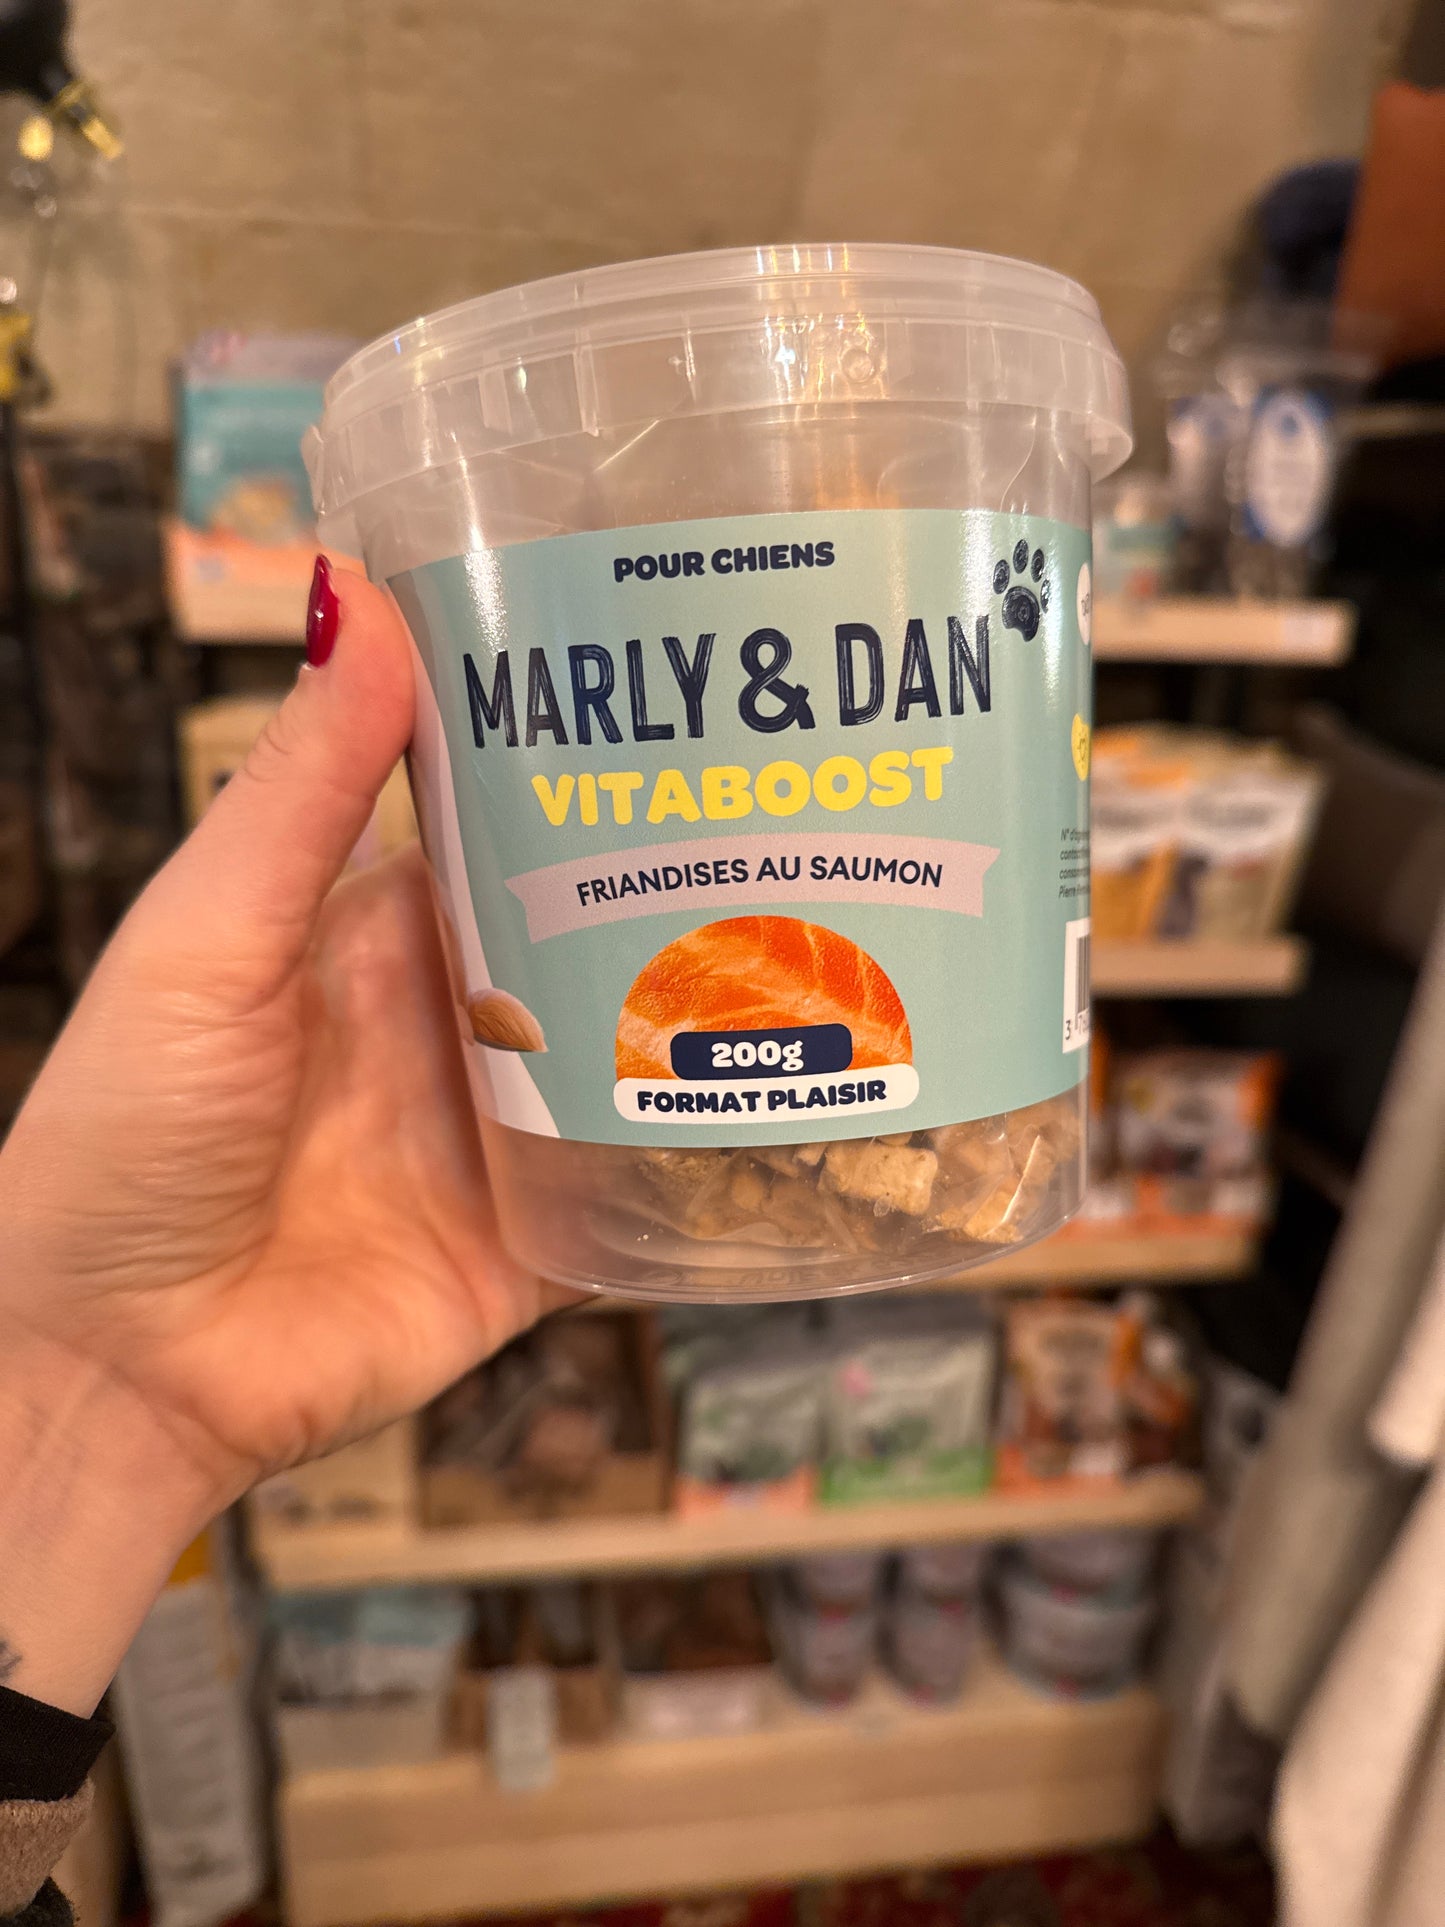 POUR CHIENS
MARLY & DAN
VITABOOST
FRIANDISES AU SAUMON
200g
FORMAT PLAISIR